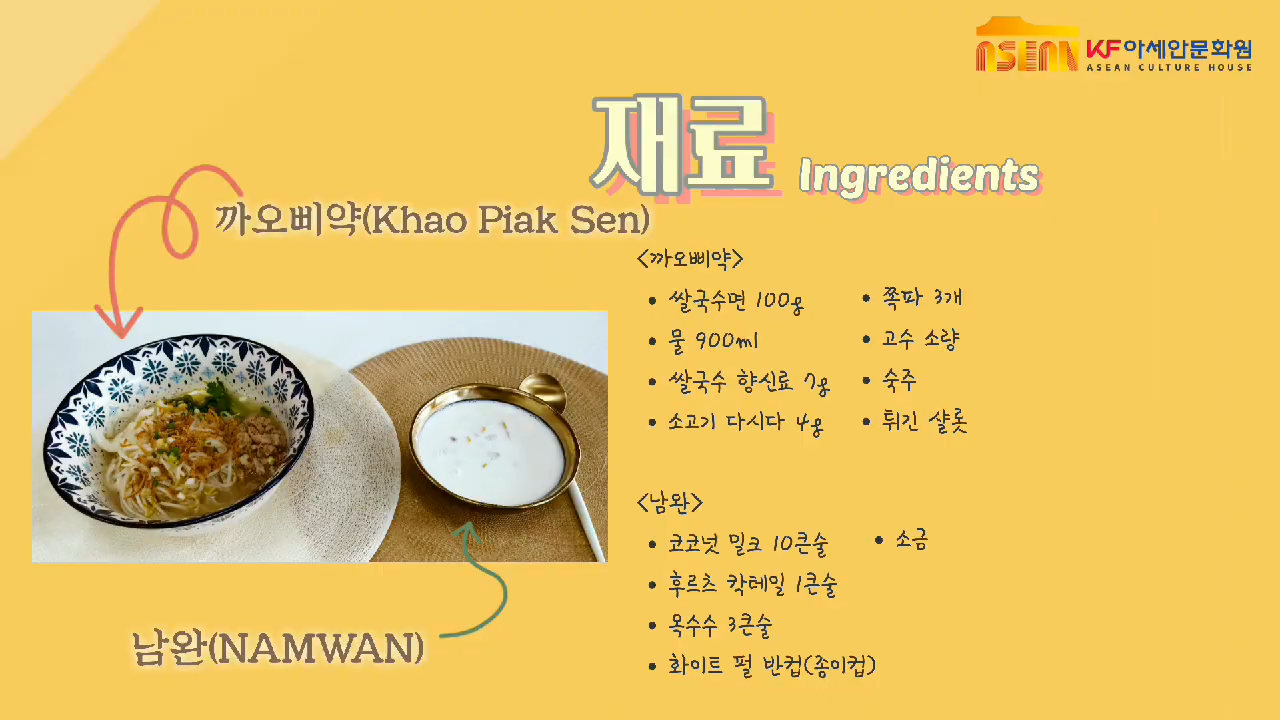 ASEAN KF아세안문화원
ASEAN CULTURE HOUSE
재료 Ingredients
까오삐약(Khao Piak Sen)
<까오삐약>
• 쌀국수면 100g
• 물 900ml
• 쌀국수 향신료 7g
• 소고기 다시다 4g
• 쪽파 3개
• 고수 소량
• 숙주
• 튀긴 샬롯
<남완>
• 코코넛 밀크 10큰술
• 후르츠 칵테밀 1큰술
• 옥수수 3큰술
• 화이트 펄 반컵(종이컵)
• 소금
남완(NAMWAN)